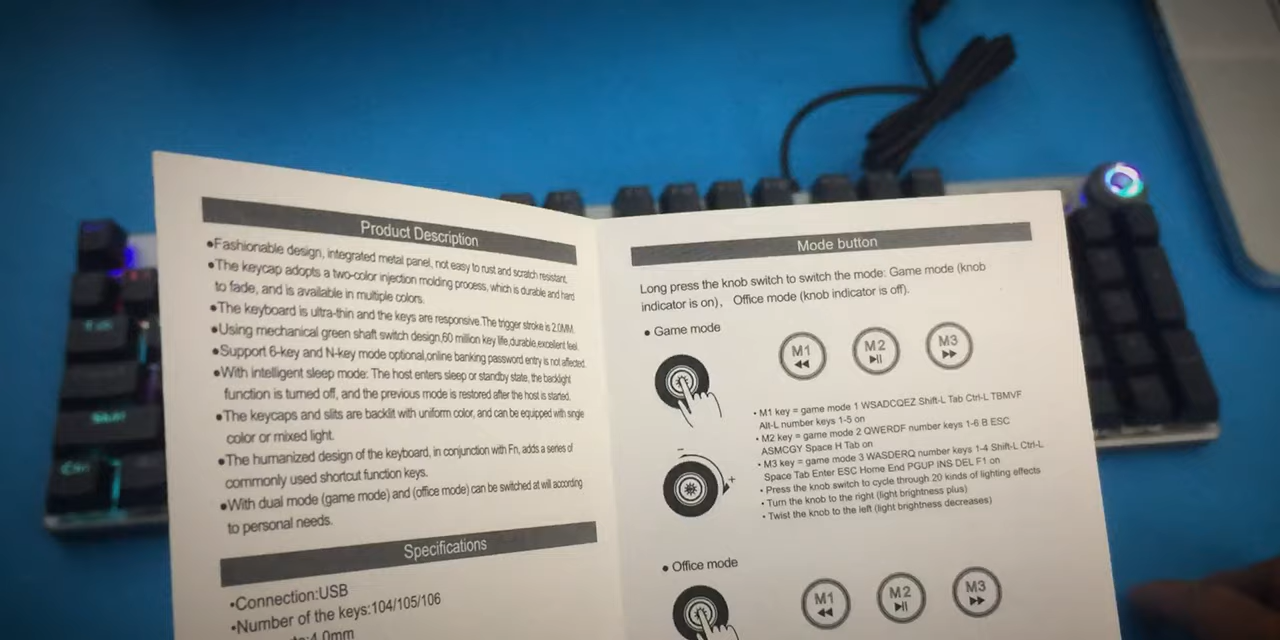 Product Description
•Fashionable design, integrated metal panel, not easy to rust and scratch resistant.
•The keycap adopts a two-color injection molding process, which is durable and hard
to fade, and is available in multiple colors.
•The keyboard is ultra-thin and the keys are responsive.The trigger stroke is 2.0MM.
•Using mechanical green shaft switch design,60 million key life,durable,excellent feel.
•Support 6-key and N-key mode optional,online banking password entry is not affected.
•With intelligent sleep mode: The host enters sleep or standby state, the backlight
function is turned off, and the previous mode is restored after the host is started.
•The keycaps and slits are backlit with uniform color, and can be equipped with single
color or mixed light.
•The humanized design of the keyboard, in conjunction with Fn, adds a series of
commonly used shortcut function keys.
•With dual mode (game mode) and (office mode) can be switched at will according
to personal needs.
Specifications
•Connection:USB
•Number of the keys:104/105/106
4.0mm
Mode button
Long press the knob switch to switch the mode: Game mode (knob
indicator is on), Office mode (knob indicator is off).
• Game mode
M1
M2
M3
• M1 key = game mode 1 WSADCQEZ Shift-L Tab Ctrl-L TBMVF
Alt-L number keys 1-5 on
• M2 key = game mode 2 QWERDF number keys 1-6 B ESC
ASMCGY Space H Tab on
• M3 key = game mode 3 WASDERQ number keys 1-4 Shift-L Ctrl-L
Space Tab Enter ESC Home End PGUP INS DEL F1 on
• Press the knob switch to cycle through 20 kinds of lighting effects
• Turn the knob to the right (light brightness plus)
• Twist the knob to the left (light brightness decreases)
- +
• Office mode
M1
M2
M3
Tab
Shift
Ctrl